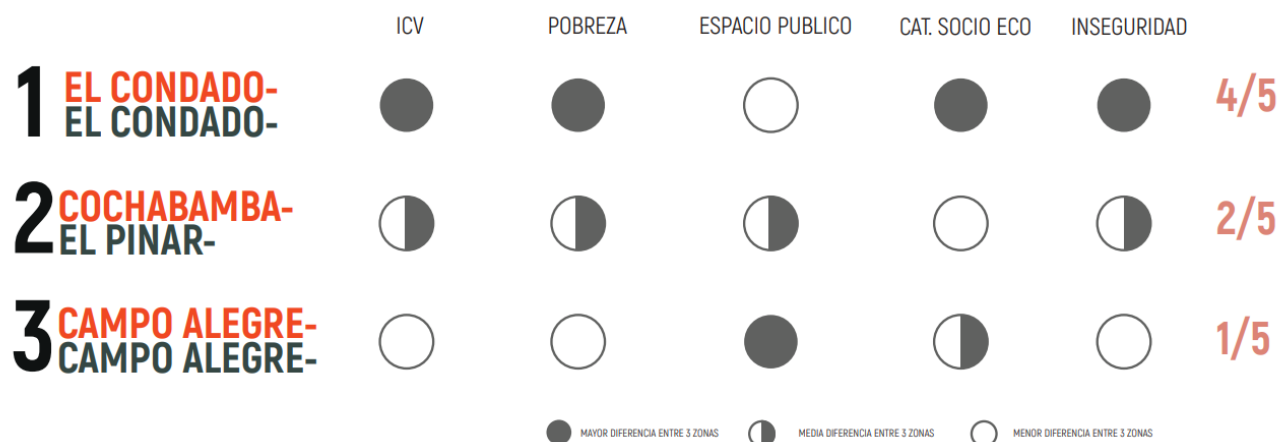 ICV POBREZA ESPACIO PUBLICO CAT. SOCIO ECO INSEGURIDAD
1 EL CONDADO- 4/5
EL CONDADO-
2 COCHABAMBA- 2/5
EL PINAR-
3 CAMPO ALEGRE- 1/5
CAMPO ALEGRE-
MAYOR DIFERENCIA ENTRE 3 ZONAS MEDIA DIFERENCIA ENTRE 3 ZONAS MENOR DIFERENCIA ENTRE 3 ZONAS